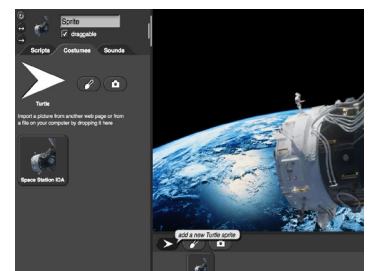 Sprite
draggable
Scripts
Costumes
Sounds
Turtle
Import a picture from another web page or from
a file on your computer by dropping it here
Space Station IOA
add a new Turtle sprite